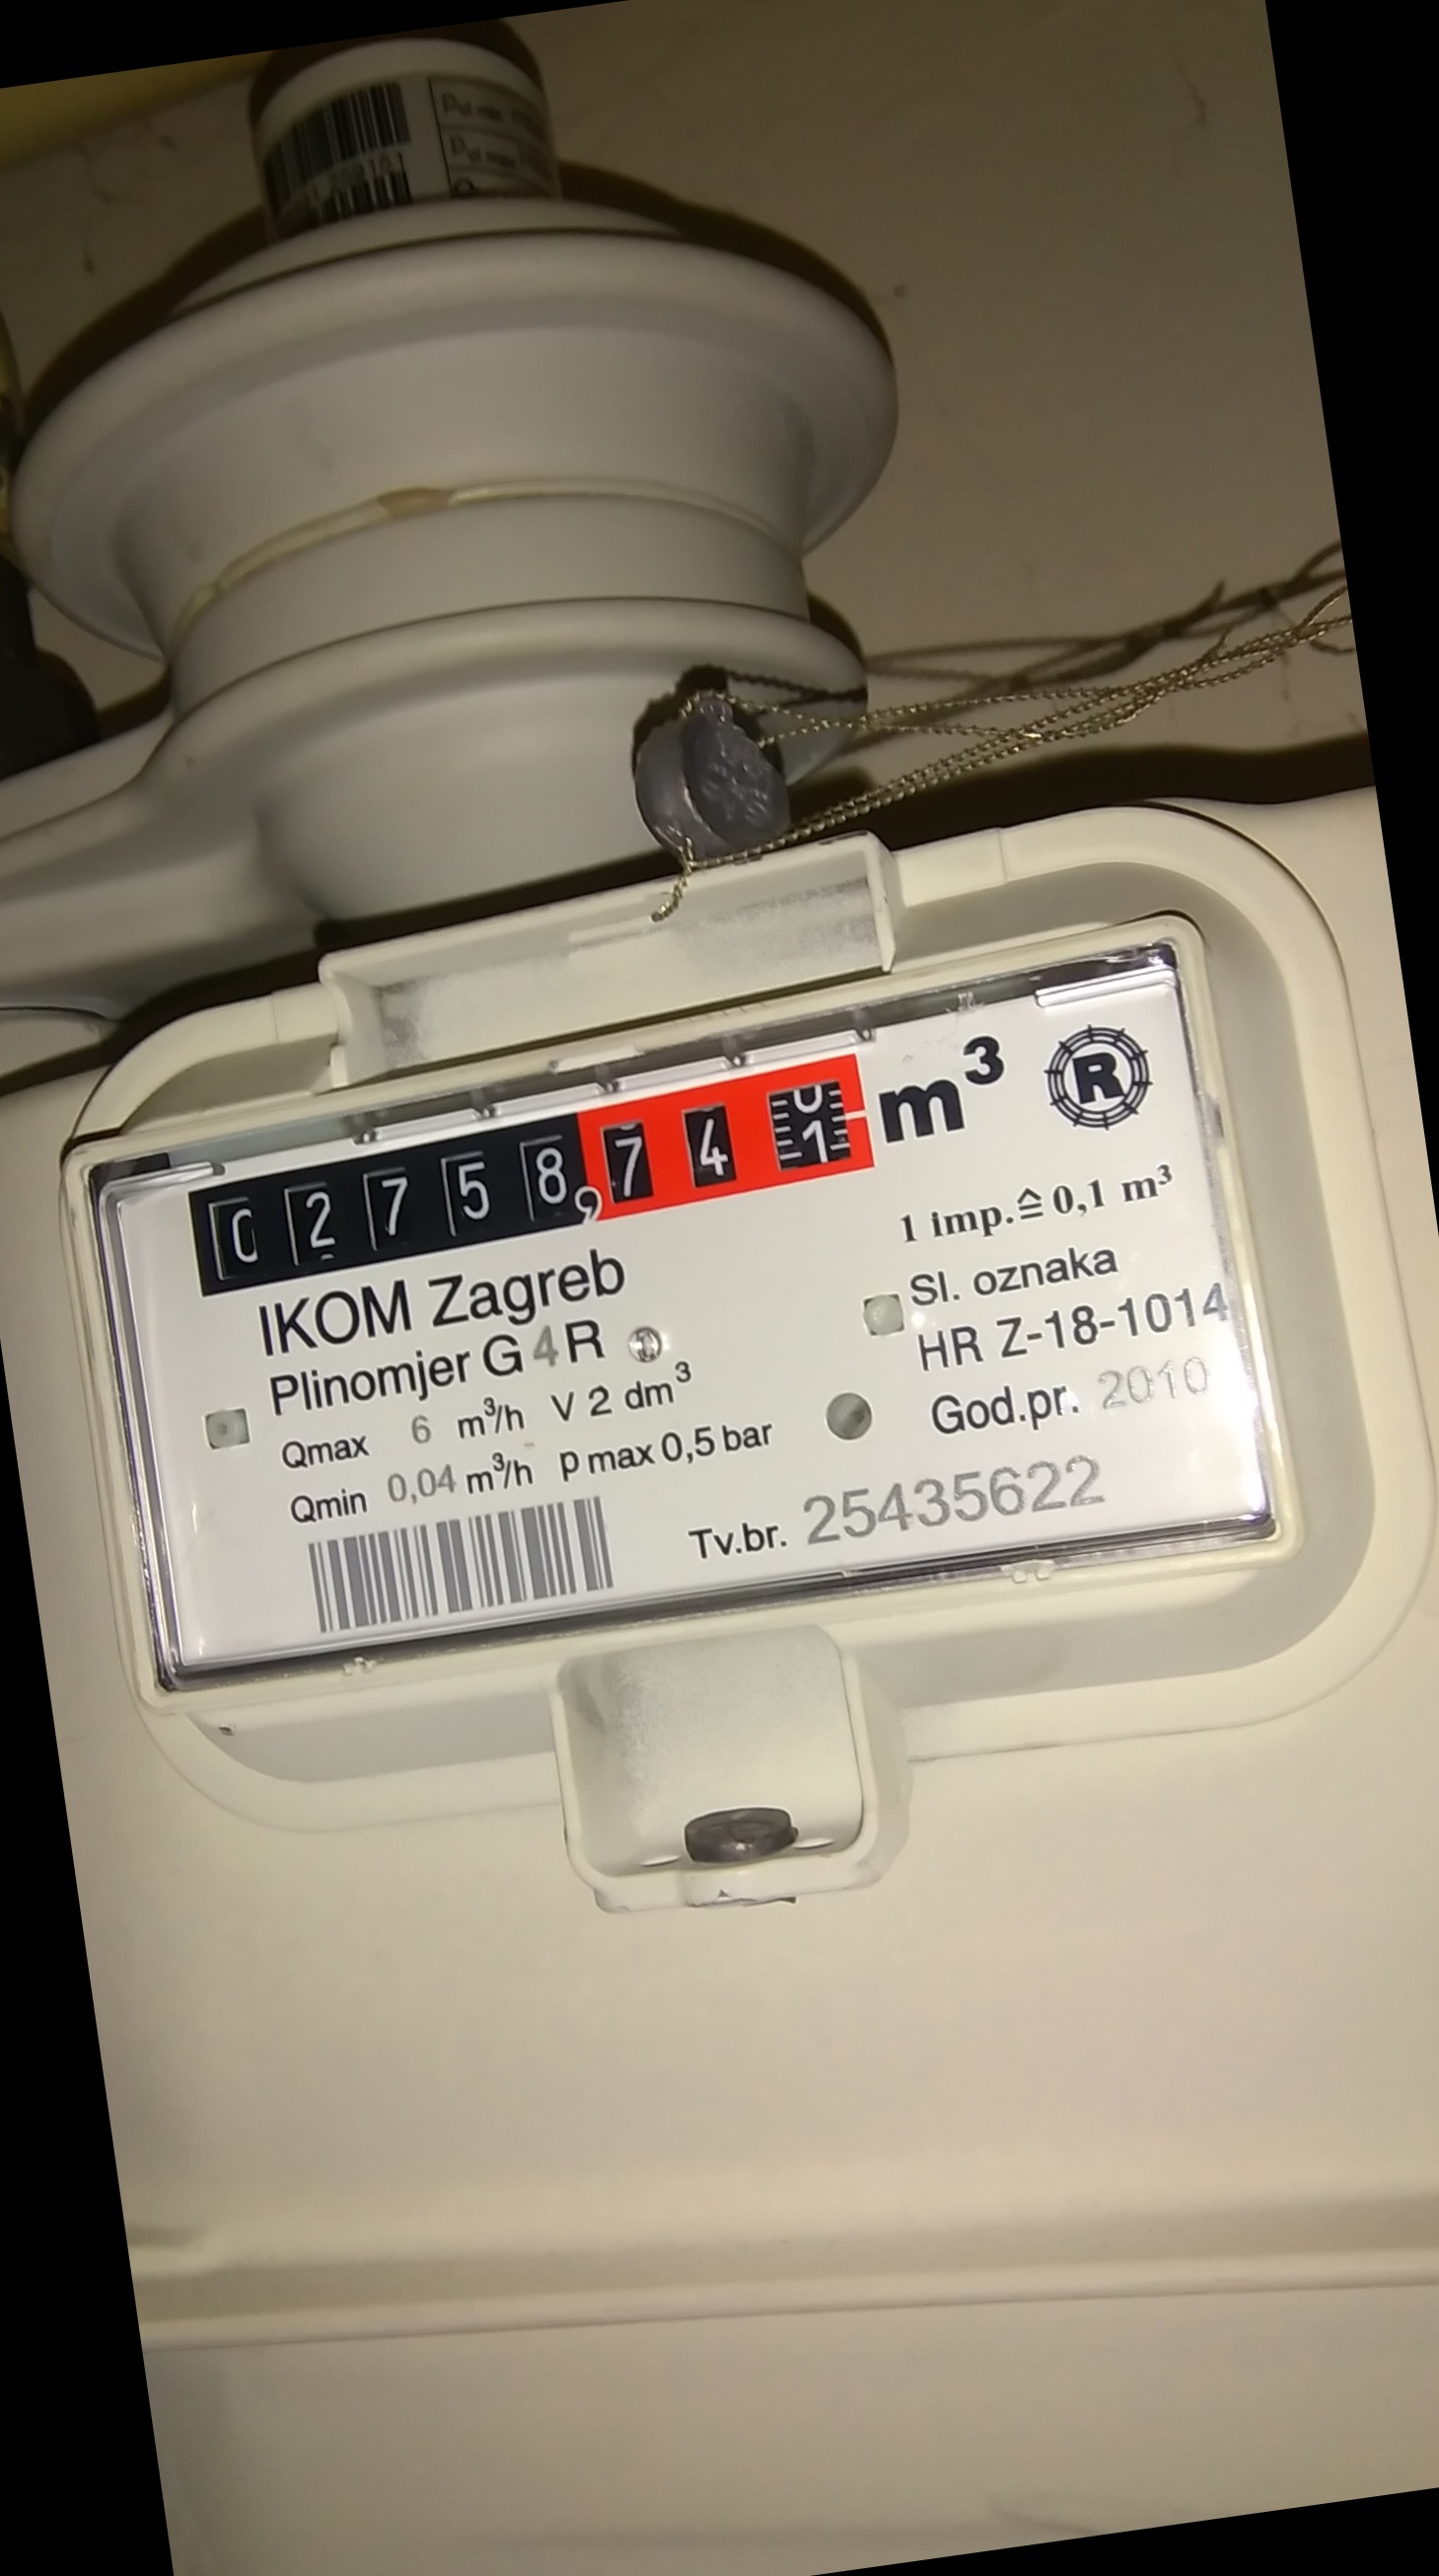 02758,741 m³ R
1 imp.≙0,1 m³
IKOM Zagreb
Plinomjer G4R
Qmax 6 m³/h V 2 dm³
Qmin 0,04 m³/h p max 0,5 bar
Sl. oznaka
HR Z-18-1014
God.pr. 2010
Tv.br. 25435622